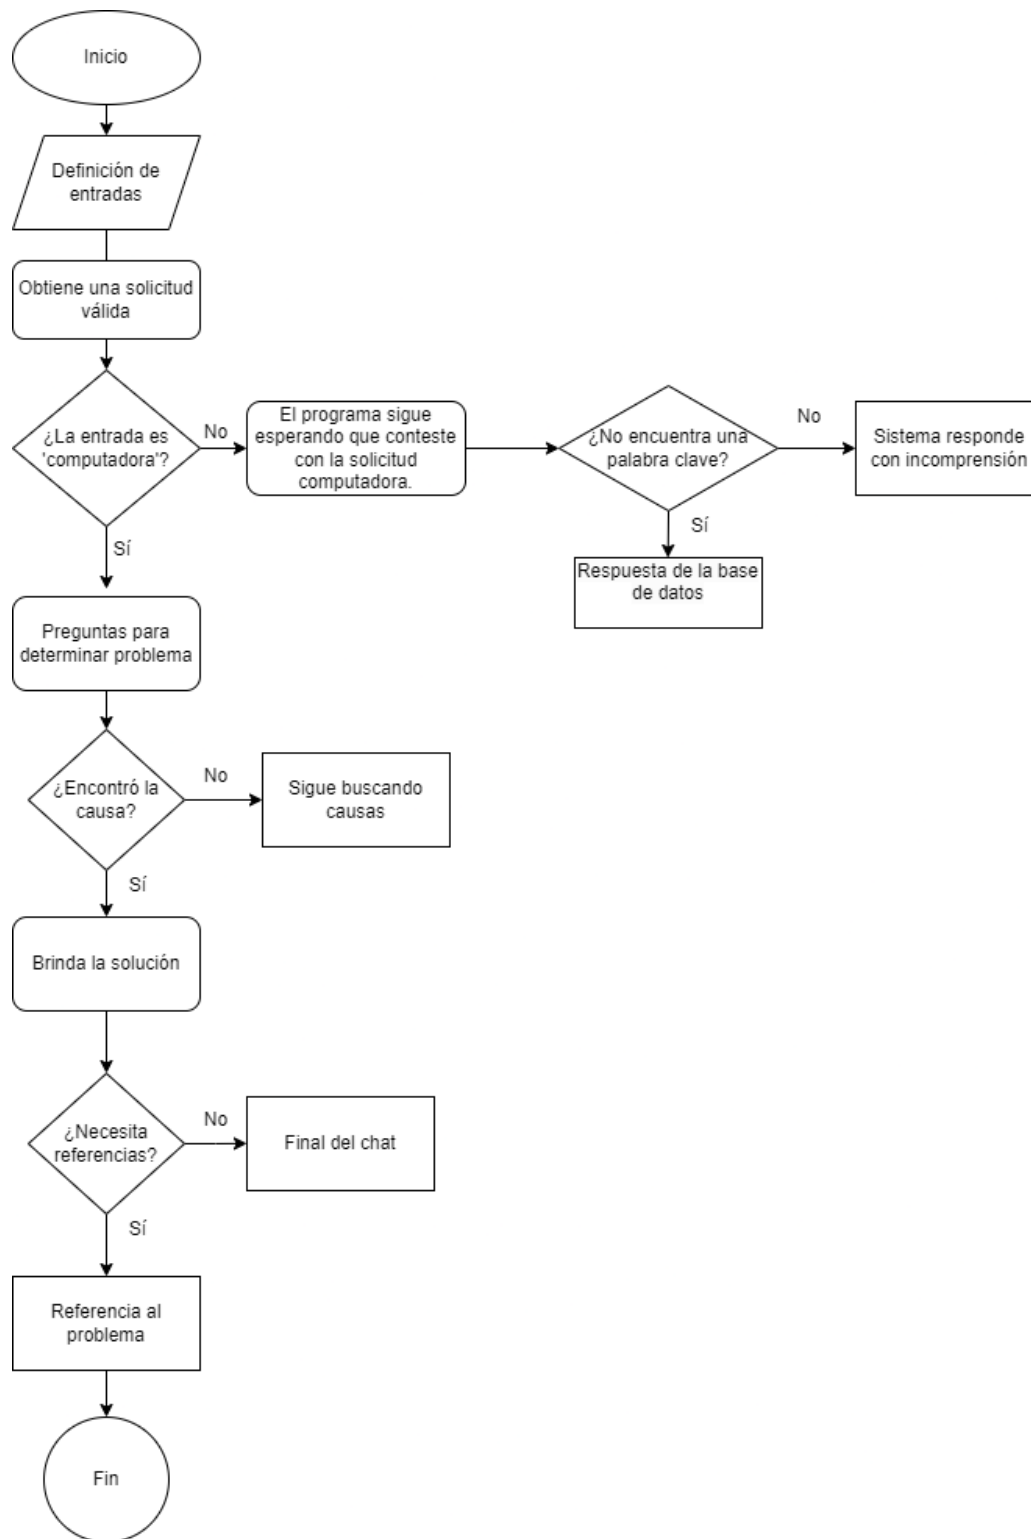 Inicio
Definición de
entradas
Obtiene una solicitud
válida
¿La entrada es
'computadora'?
No
El programa sigue
esperando que conteste
con la solicitud
computadora.
¿No encuentra una
palabra clave?
No
Sistema responde
con incomprensión
Sí
Respuesta de la base
de datos
Sí
Preguntas para
determinar problema
¿Encontró la
causa?
No
Sigue buscando
causas
Sí
Brinda la solución
¿Necesita
referencias?
No
Final del chat
Sí
Referencia al
problema
Fin